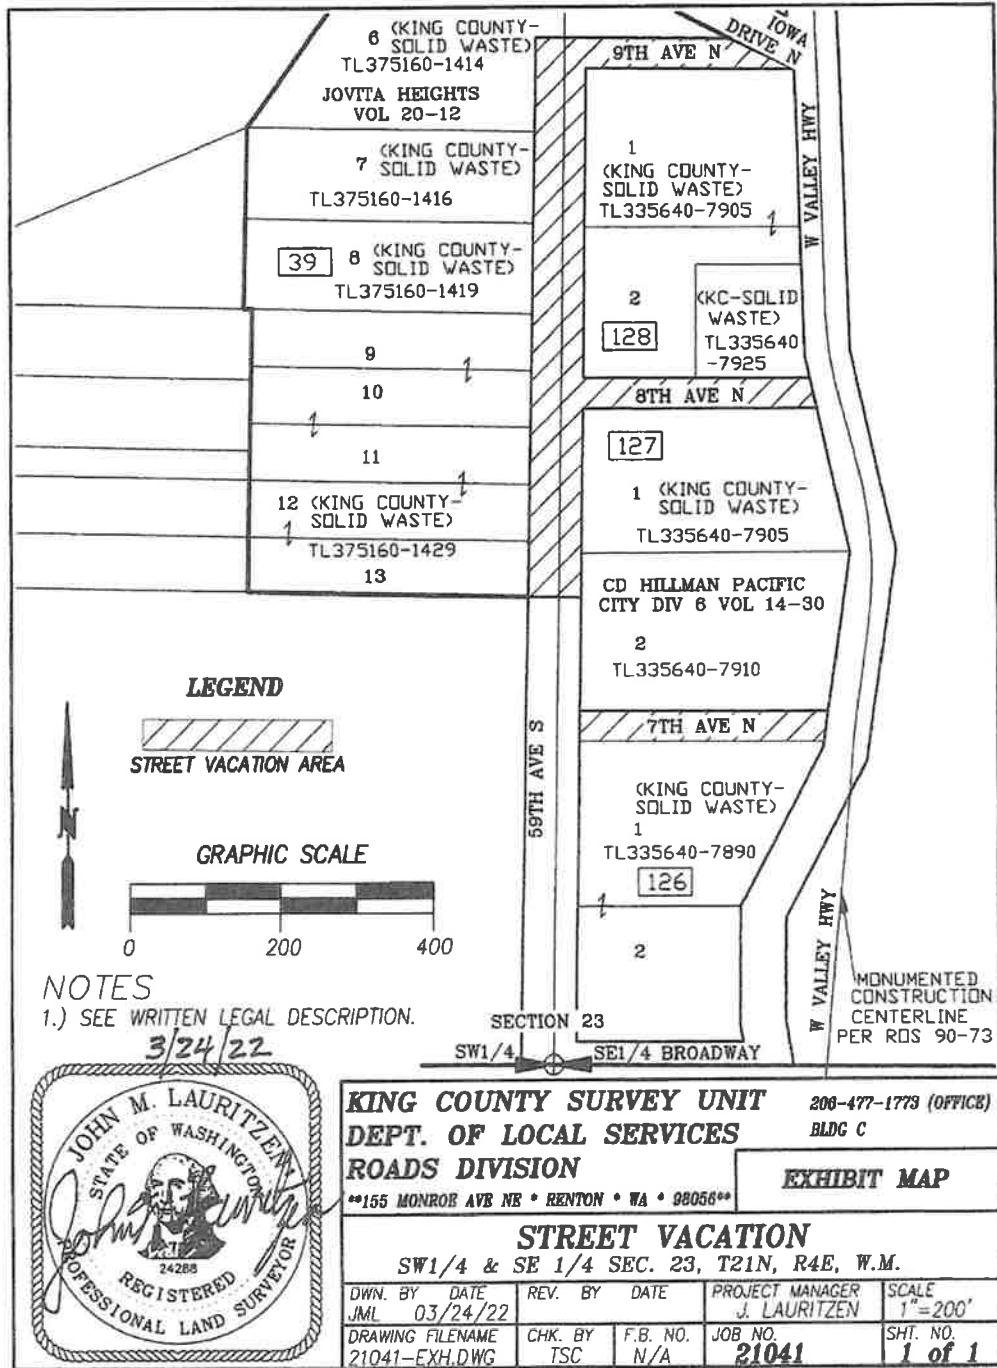 6 (KING COUNTY-
SOLID WASTE)
TL375160-1414
JOVITA HEIGHTS
VOL 20-12
7 (KING COUNTY-
SOLID WASTE)
TL375160-1416
39
8 (KING COUNTY-
SOLID WASTE)
TL375160-1419
9
10
11
12 (KING COUNTY-
SOLID WASTE)
TL375160-1429
13
IOWA
DRIVE N
9TH AVE N
W VALLEY HWY
1
(KING COUNTY-
SOLID WASTE)
TL335640-7905
2
128
(KC-SOLID
WASTE)
TL335640
-7925
8TH AVE N
127
1 (KING COUNTY-
SOLID WASTE)
TL335640-7905
CD HILLMAN PACIFIC
CITY DIV 6 VOL 14-30
2
TL335640-7910
7TH AVE N
59TH AVE S
(KING COUNTY-
SOLID WASTE)
1
TL335640-7890
126
2
W VALLEY HWY
MONUMENTED
CONSTRUCTION
CENTERLINE
PER ROS 90-73
LEGEND
STREET VACATION AREA
N
GRAPHIC SCALE
0 200 400
NOTES
1.) SEE WRITTEN LEGAL DESCRIPTION.
SECTION 23
SW1/4 SE1/4 BROADWAY
3/24/22
JOHN M. LAURITZEN
STATE OF WASHINGTON
John M Lauritzen
24288
REGISTERED
PROFESSIONAL LAND SURVEYOR
KING COUNTY SURVEY UNIT 206-477-1773 (OFFICE)
DEPT. OF LOCAL SERVICES BLDG C
ROADS DIVISION
**155 MONROE AVE NE * RENTON * WA * 98056**
EXHIBIT MAP
STREET VACATION
SW1/4 & SE 1/4 SEC. 23, T21N, R4E, W.M.
DWN. BY DATE REV. BY DATE PROJECT MANAGER SCALE
JML 03/24/22 J. LAURITZEN 1"=200'
DRAWING FILENAME CHK. BY F.B. NO. JOB NO. SHT. NO.
21041-EXH.DWG TSC N/A 21041 1 of 1